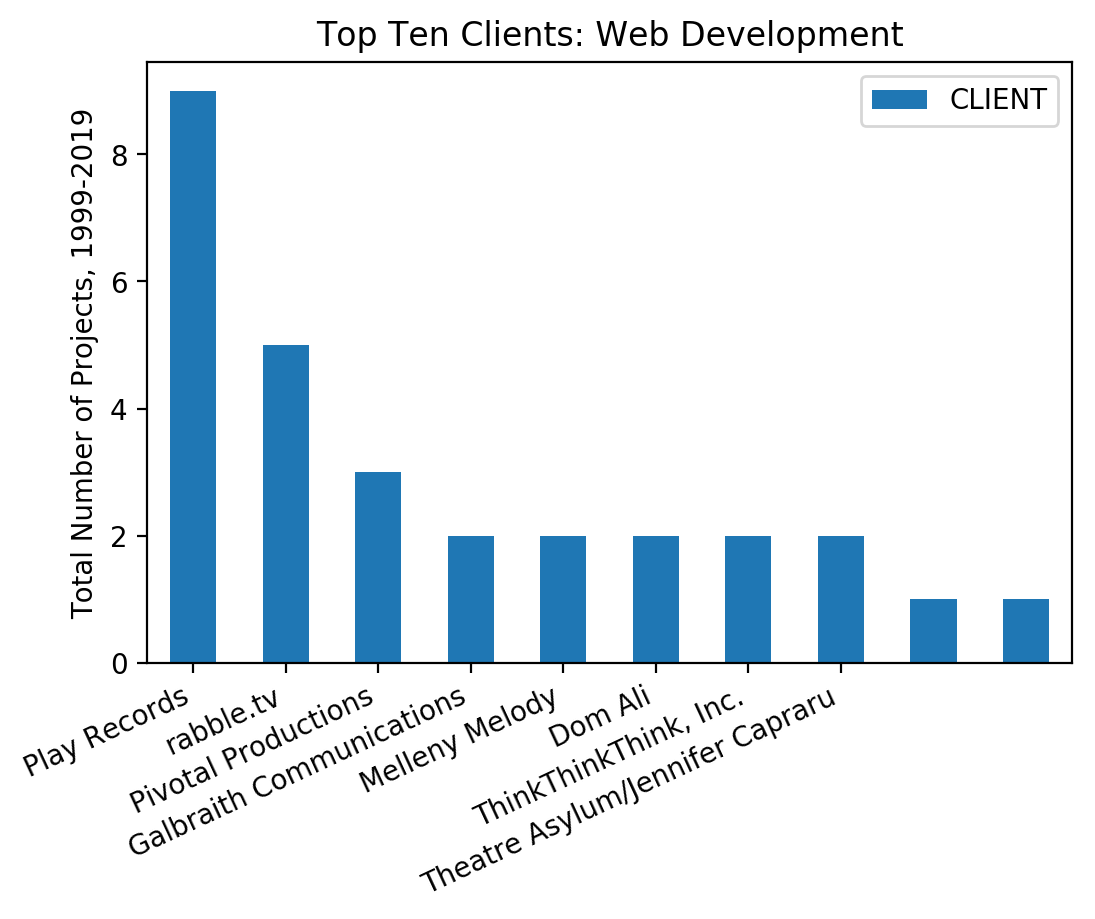 Top Ten Clients: Web Development
CLIENT
Total Number of Projects, 1999-2019
8
6
4
2
0
Play Records
rabble.tv
Pivotal Productions
Galbraith Communications
Melleny Melody
Dom Ali
ThinkThinkThink, Inc.
Theatre Asylum/Jennifer Capraru